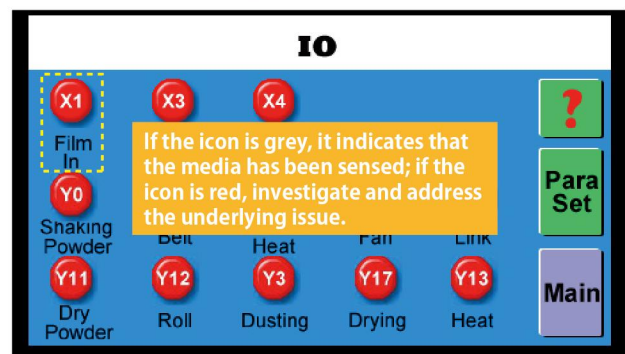 IO
X1
X3
X4
?
Film
In
If the icon is grey, it indicates that
the media has been sensed; if the
icon is red, investigate and address
the underlying issue.
Y0
Shaking
Powder
Belt
Heat
Fan
Link
Para
Set
Y11
Y12
Y3
Y17
Y13
Dry
Powder
Roll
Dusting
Drying
Heat
Main